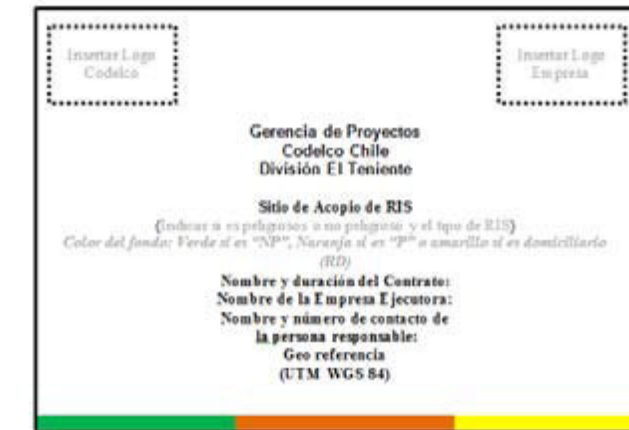 Insertar Logo
Codelco
Insertar Logo
Empresa
Gerencia de Proyectos
Codelco Chile
División El Teniente
Sitio de Acopio de RIS
(Indicar si es peligrosos o no peligroso y el tipo de RIS)
Color del fondo: Verde si es "NP", Naranja si es "P" o amarillo si es domiciliario
(RD)
Nombre y duración del Contrato:
Nombre de la Empresa Ejecutora:
Nombre y número de contacto de
la persona responsable:
Geo referencia
(UTM WGS 84)